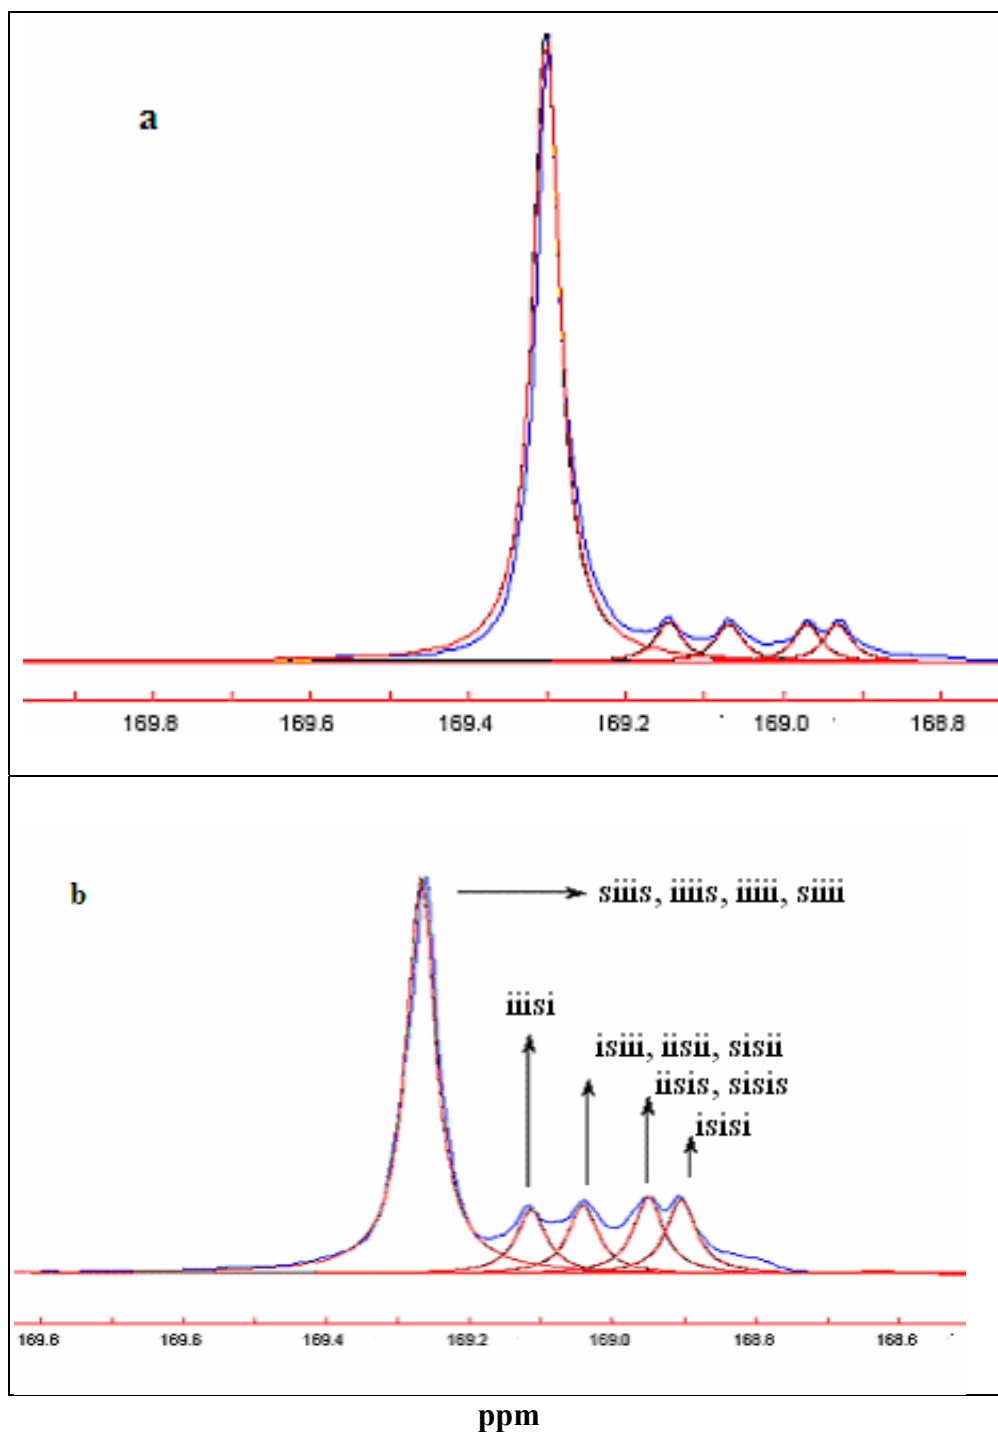 a
169.8 169.6 169.4 169.2 169.0 168.8
b
siiis, iiiis, iiiii, siiii
iiisi
isiii, iisii, sisii
iisis, sisis
isisi
169.6 169.6 169.4 169.2 169.0 168.8 168.6
ppm